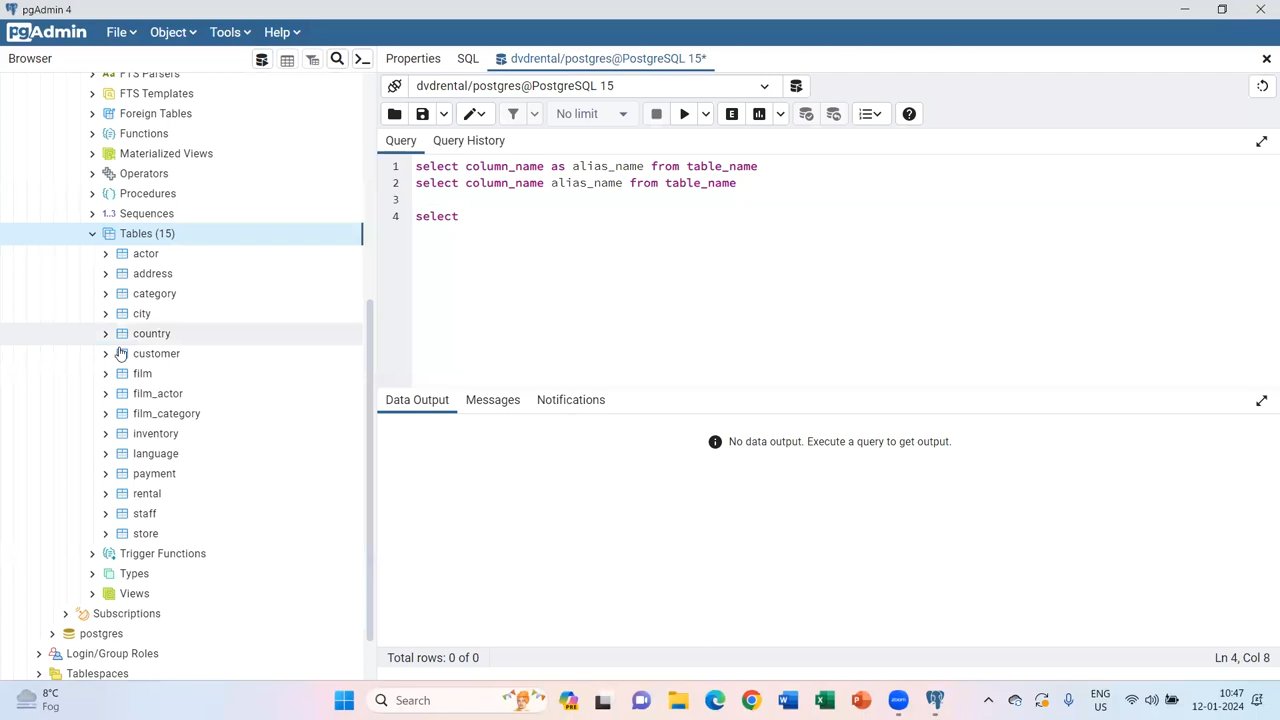 pgAdmin 4
pgAdmin File Object Tools Help
Browser
Properties SQL dvdrental/postgres@PostgreSQL 15*
dvdrental/postgres@PostgreSQL 15
No limit
E
Query Query History
1 select column_name as alias_name from table_name
2 select column_name alias_name from table_name
3
4 select
FTS Parsers
FTS Templates
Foreign Tables
Functions
Materialized Views
Operators
Procedures
1..3 Sequences
Tables (15)
actor
address
category
city
country
customer
film
film_actor
film_category
inventory
language
payment
rental
staff
store
Trigger Functions
Types
Views
Subscriptions
postgres
Login/Group Roles
Tablespaces
Data Output Messages Notifications
No data output. Execute a query to get output.
Total rows: 0 of 0
Ln 4, Col 8
8°C
Fog
Search
ENG
US
10:47
12-01-2024